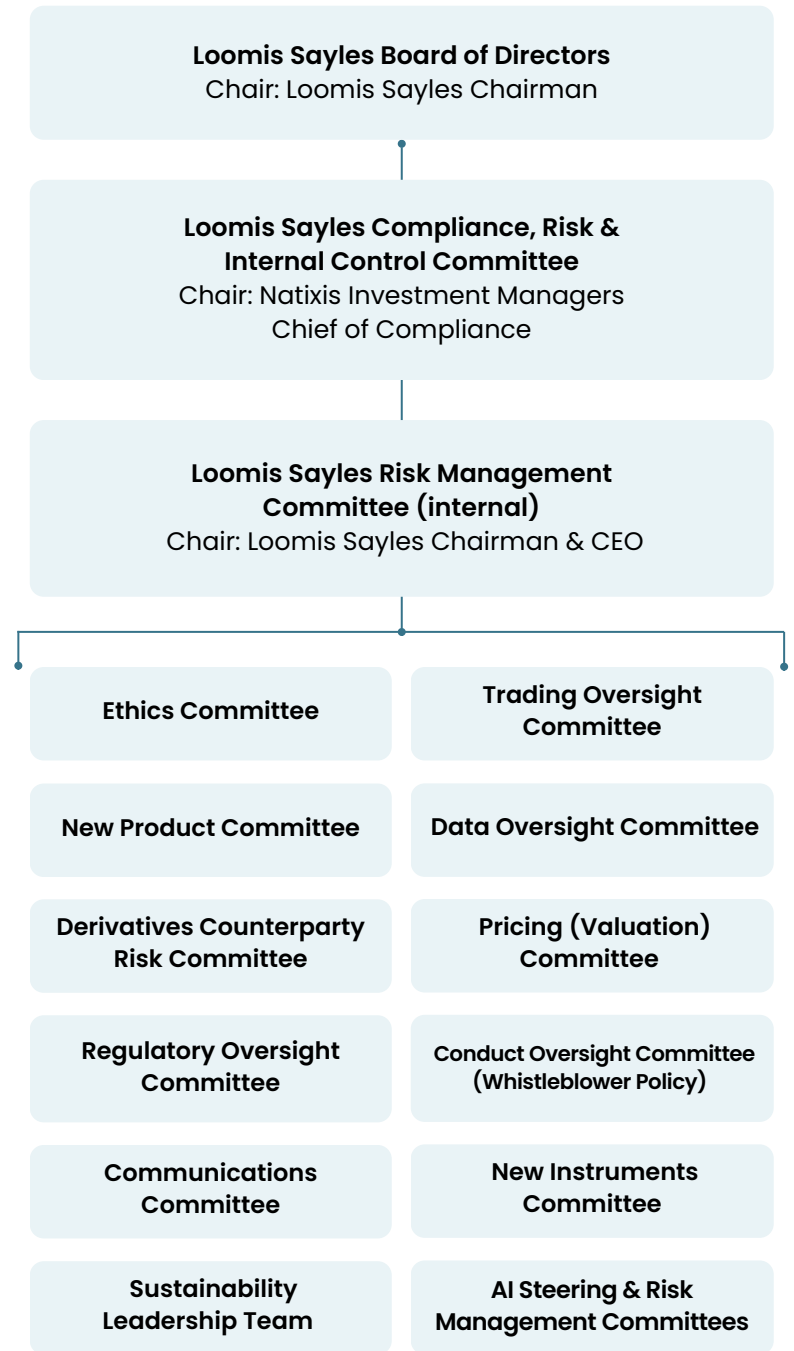 Loomis Sayles Board of Directors
Chair: Loomis Sayles Chairman
Loomis Sayles Compliance, Risk &
Internal Control Committee
Chair: Natixis Investment Managers
Chief of Compliance
Loomis Sayles Risk Management
Committee (internal)
Chair: Loomis Sayles Chairman & CEO
Ethics Committee
Trading Oversight
Committee
New Product Committee
Data Oversight Committee
Derivatives Counterparty
Risk Committee
Pricing (Valuation)
Committee
Regulatory Oversight
Committee
Conduct Oversight Committee
(Whistleblower Policy)
Communications
Committee
New Instruments
Committee
Sustainability
Leadership Team
AI Steering & Risk
Management Committees